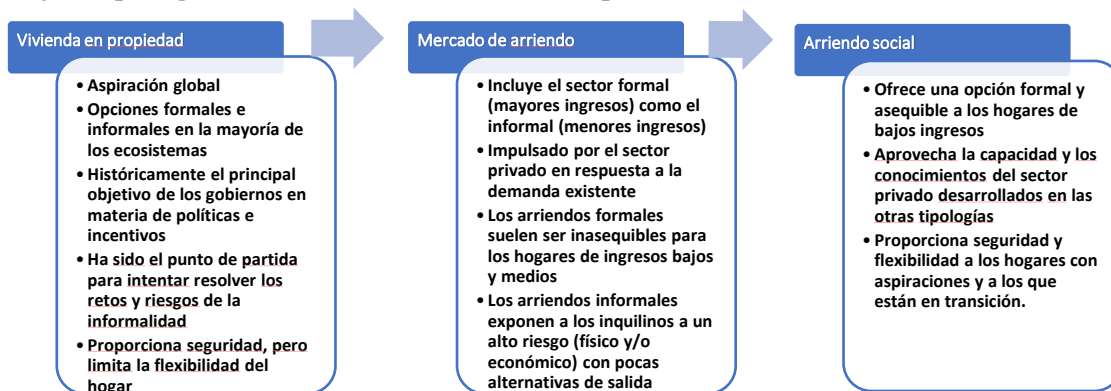 Vivienda en propiedad
• Aspiración global
• Opciones formales e
informales en la mayoría de
los ecosistemas
• Históricamente el principal
objetivo de los gobiernos en
materia de políticas e
incentivos
• Ha sido el punto de partida
para intentar resolver los
retos y riesgos de la
informalidad
• Proporciona seguridad, pero
limita la flexibilidad del
hogar
Mercado de arriendo
• Incluye el sector formal
(mayores ingresos) como el
informal (menores ingresos)
• Impulsado por el sector
privado en respuesta a la
demanda existente
• Los arriendos formales
suelen ser inasequibles para
los hogares de ingresos bajos
y medios
• Los arriendos informales
exponen a los inquilinos a un
alto riesgo (físico y/o
económico) con pocas
alternativas de salida
Arriendo social
• Ofrece una opción formal y
asequible a los hogares de
bajos ingresos
• Aprovecha la capacidad y los
conocimientos del sector
privado desarrollados en las
otras tipologías
• Proporciona seguridad y
flexibilidad a los hogares con
aspiraciones y a los que
están en transición.